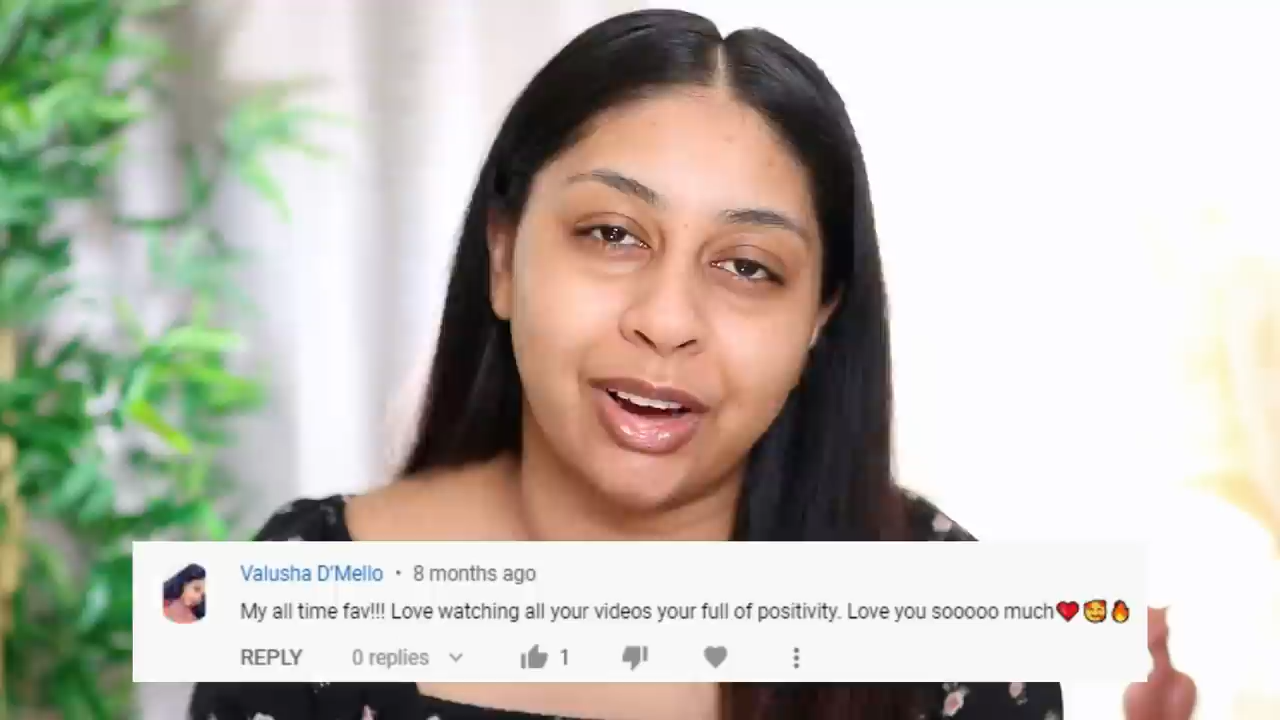 Valusha D'Mello • 8 months ago
My all time fav!!! Love watching all your videos your full of positivity. Love you sooooo much❤️🥰🔥
REPLY 0 replies 1